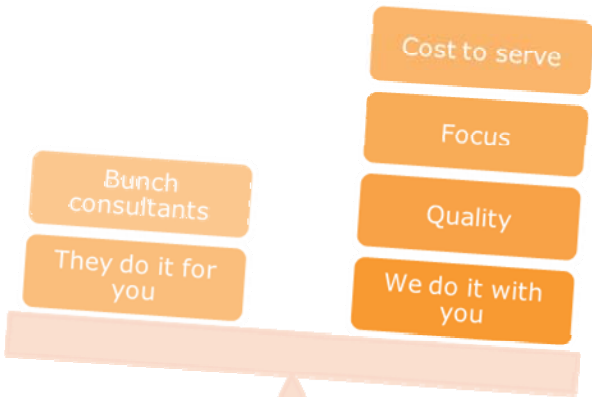 Bunch
consultants
They do it for
you
Cost to serve
Focus
Quality
We do it with
you